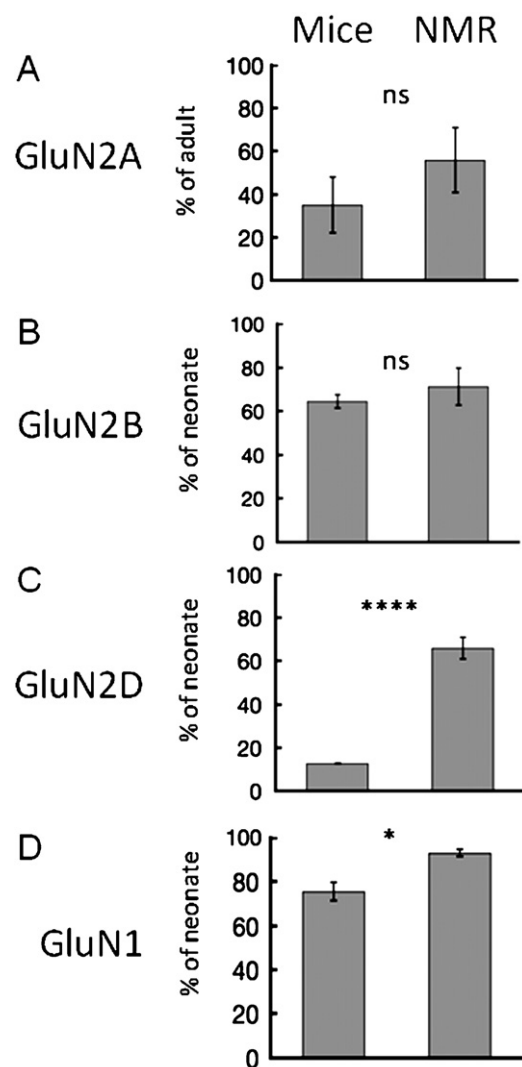 Mice NMR
A
GluN2A
% of adult
100
80
60
40
20
0
ns
B
GluN2B
% of neonate
100
80
60
40
20
0
ns
C
GluN2D
% of neonate
100
80
60
40
20
0
****
D
GluN1
% of neonate
100
80
60
40
20
0
*